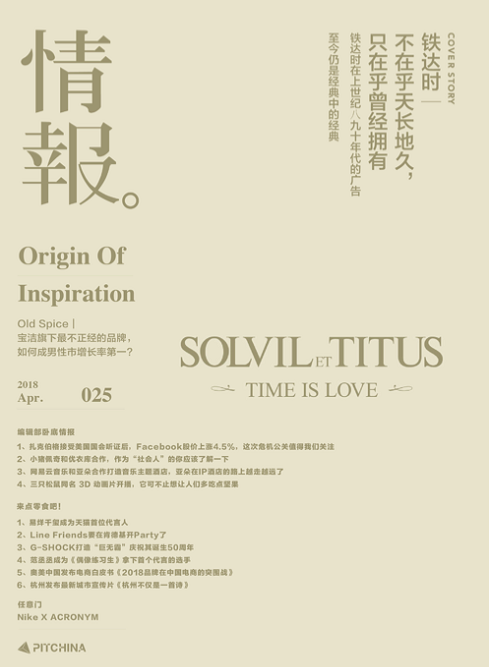 情
報。
COVER STORY
铁达时——
不在乎天长地久，
只在乎曾经拥有
铁达时在上世纪八九十年代的广告
至今仍是经典中的经典
Origin Of
Inspiration
Old Spice |
宝洁旗下最不正经的品牌，
如何成男性市增长率第一？
2018
Apr.
025
SOLVIL ET TITUS
TIME IS LOVE
编辑部卧底情报
1、扎克伯格接受美国国会听证后，Facebook股价上涨4.5%，这次危机公关值得我们关注
2、小猪佩奇和优衣库合作，作为“社会人”的你应该了解一下
3、网易云音乐和亚朵合作打造音乐主题酒店，亚朵在IP酒店的路上越走越远了
4、三只松鼠同名 3D 动画片开播，它可不止想让人们多吃点坚果
来点零食吧！
1、易烊千玺成为天猫首位代言人
2、Line Friends要在肯德基开Party了
3、G-SHOCK打造“巨无霸”庆祝其诞生50周年
4、范丞丞成为《偶像练习生》拿下首个代言的选手
5、奥美中国发布电商白皮书《2018品牌在中国电商的突围战》
6、杭州发布最新城市宣传片《杭州不仅是一首诗》
任意门
Nike X ACRONYM
PITCHINA